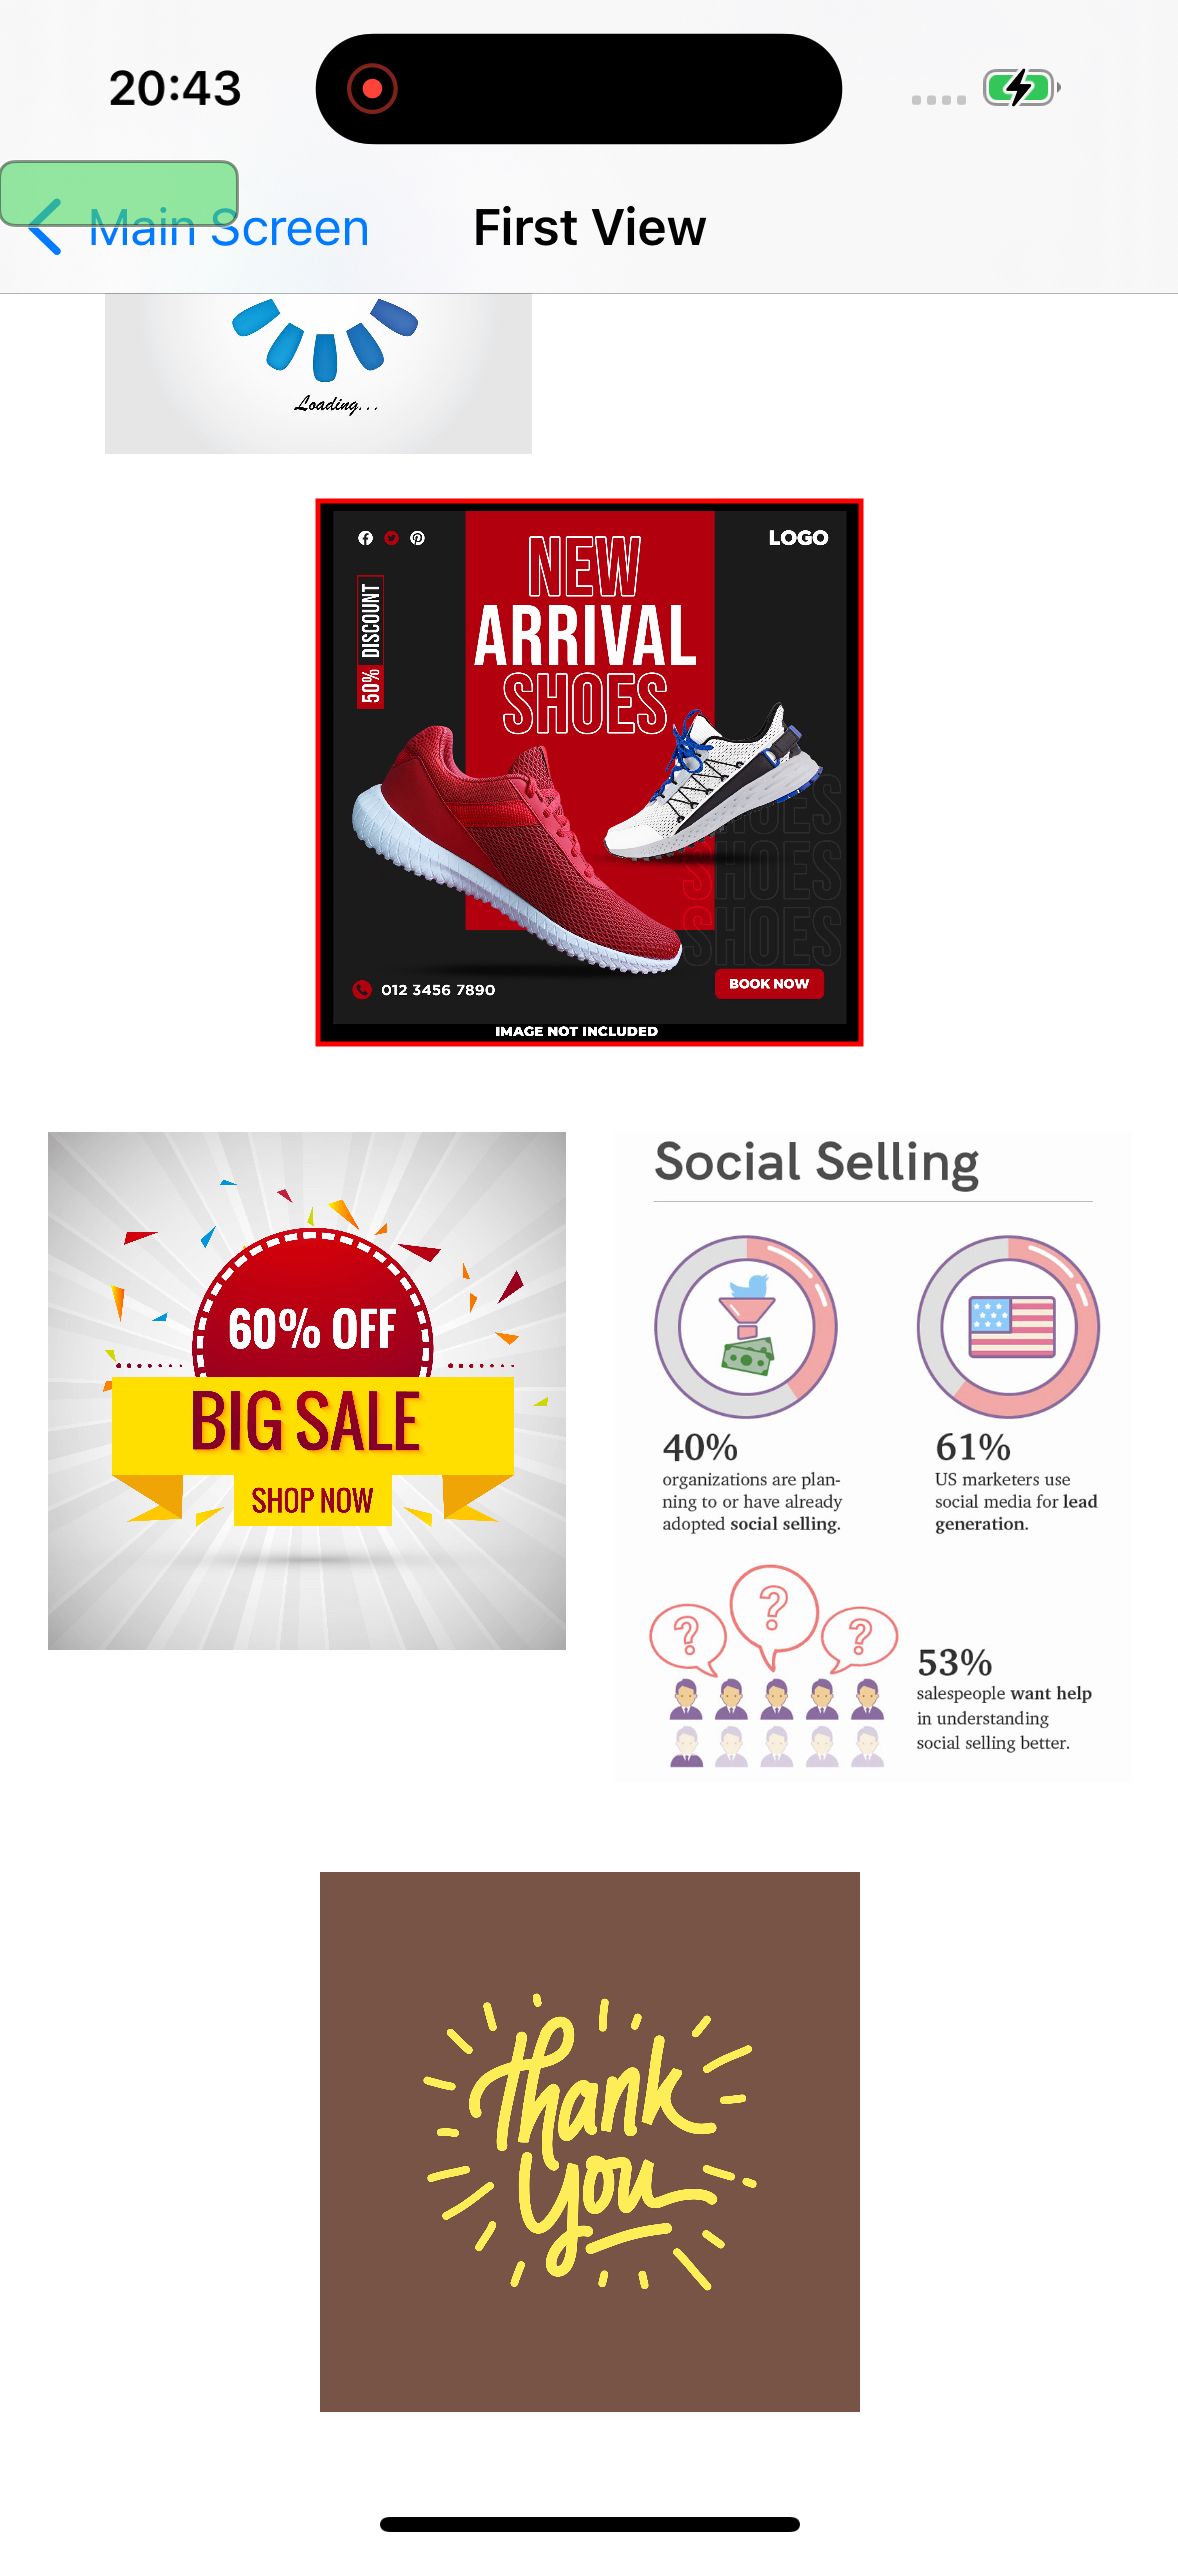 20:43
Main Screen
First View
Loading...
LOGO
50% DISCOUNT
NEW
ARRIVAL
SHOES
SHOES
SHOES
SHOES
012 3456 7890
BOOK NOW
IMAGE NOT INCLUDED
60% OFF
BIG SALE
SHOP NOW
Social Selling
40%
organizations are plan-
ning to or have already
adopted social selling.
61%
US marketers use
social media for lead
generation.
?
?
?
53%
salespeople want help
in understanding
social selling better.
Thank
you